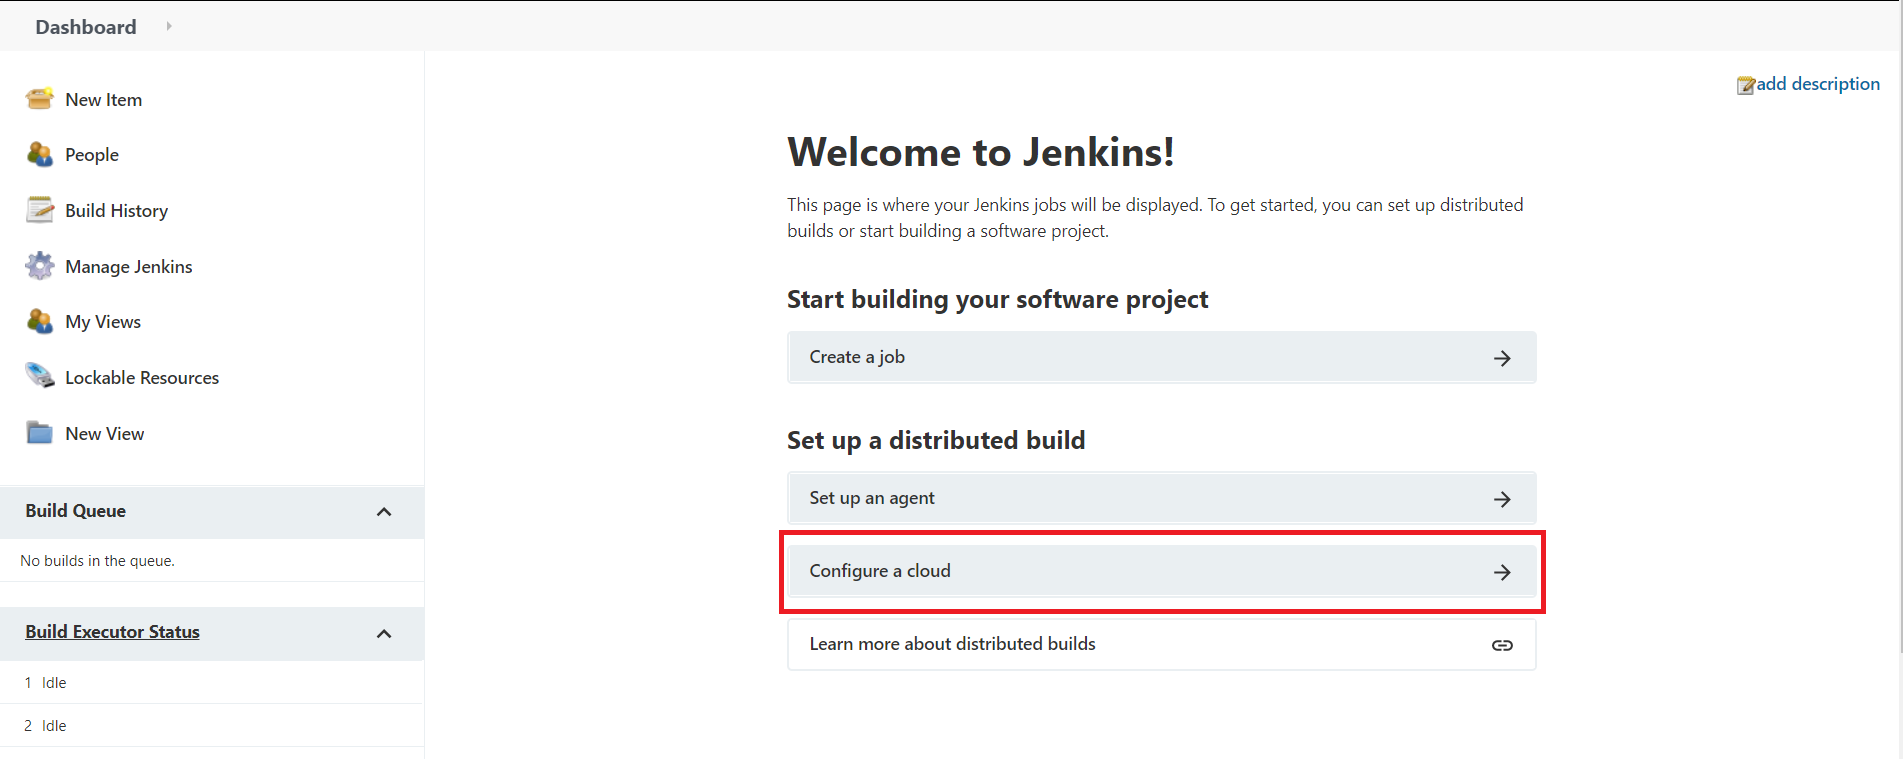 Dashboard
New Item
People
Build History
Manage Jenkins
My Views
Lockable Resources
New View
Build Queue
No builds in the queue.
Build Executor Status
1 Idle
2 Idle
add description
Welcome to Jenkins!
This page is where your Jenkins jobs will be displayed. To get started, you can set up distributed
builds or start building a software project.
Start building your software project
Create a job
Set up a distributed build
Set up an agent
Configure a cloud
Learn more about distributed builds